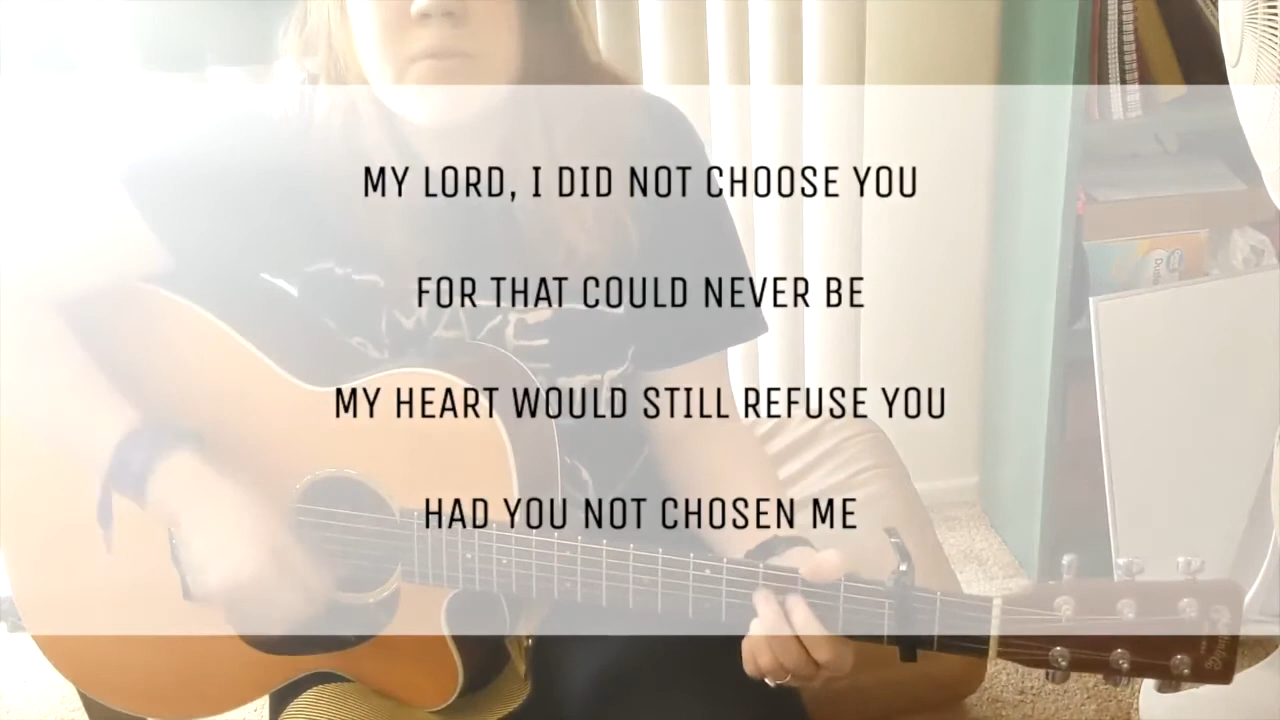 MY LORD, I DID NOT CHOOSE YOU
FOR THAT COULD NEVER BE
MY HEART WOULD STILL REFUSE YOU
HAD YOU NOT CHOSEN ME